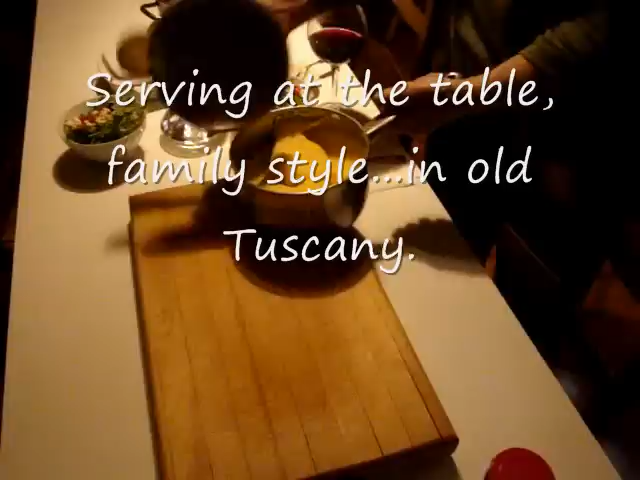 Serving at the table,
family style...in old
Tuscany.